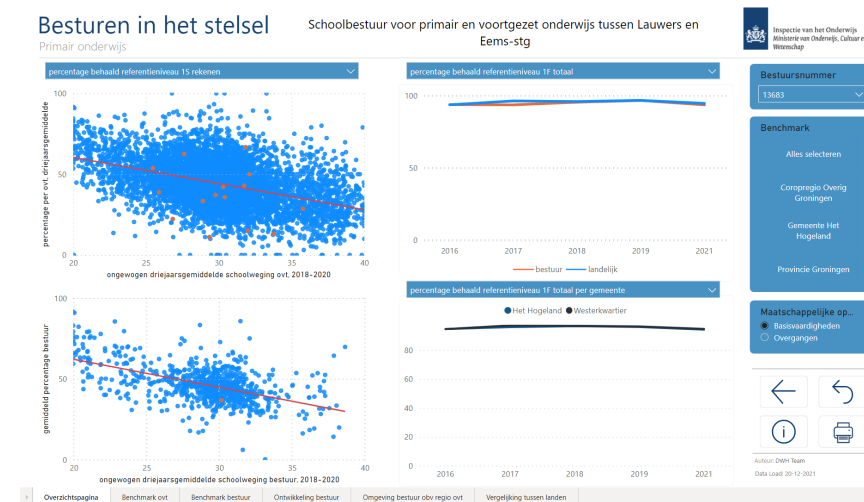 Besturen in het stelsel
Primair onderwijs
Schoolbestuur voor primair en voortgezet onderwijs tussen Lauwers en
Eems-stg
Inspectie van het Onderwijs
Ministerie van Onderwijs, Cultuur e
Wetenschap
percentage behaald referentieniveau 1S rekenen
percentage per ovt, driejaarsgemiddelde
100
50
0
20 25 30 35 40
ongewogen driejaarsgemiddelde schoolweging ovt, 2018-2020
percentage behaald referentieniveau 1F totaal
100
50
0
2016 2017 2018 2019 2021
bestuur landelijk
gemiddeld percentage bestuur
100
50
0
20 25 30 35 40
ongewogen driejaarsgemiddelde schoolweging bestuur, 2018-2020
percentage behaald referentieniveau 1F totaal per gemeente
Het Hogeland Westerkwartier
80
60
40
20
0
2016 2017 2018 2019 2021
Bestuursnummer
13683
Benchmark
Alles selecteren
Coropregio Overig
Groningen
Gemeente Het
Hogeland
Provincie Groningen
Maatschappelijke op...
Basisvaardigheden
Overgangen
Auteur: DWH Team
Data Load: 20-12-2021
Overzichtspagina Benchmark ovt Benchmark bestuur Ontwikkeling bestuur Omgeving bestuur obv regio ovt Vergelijking tussen landen